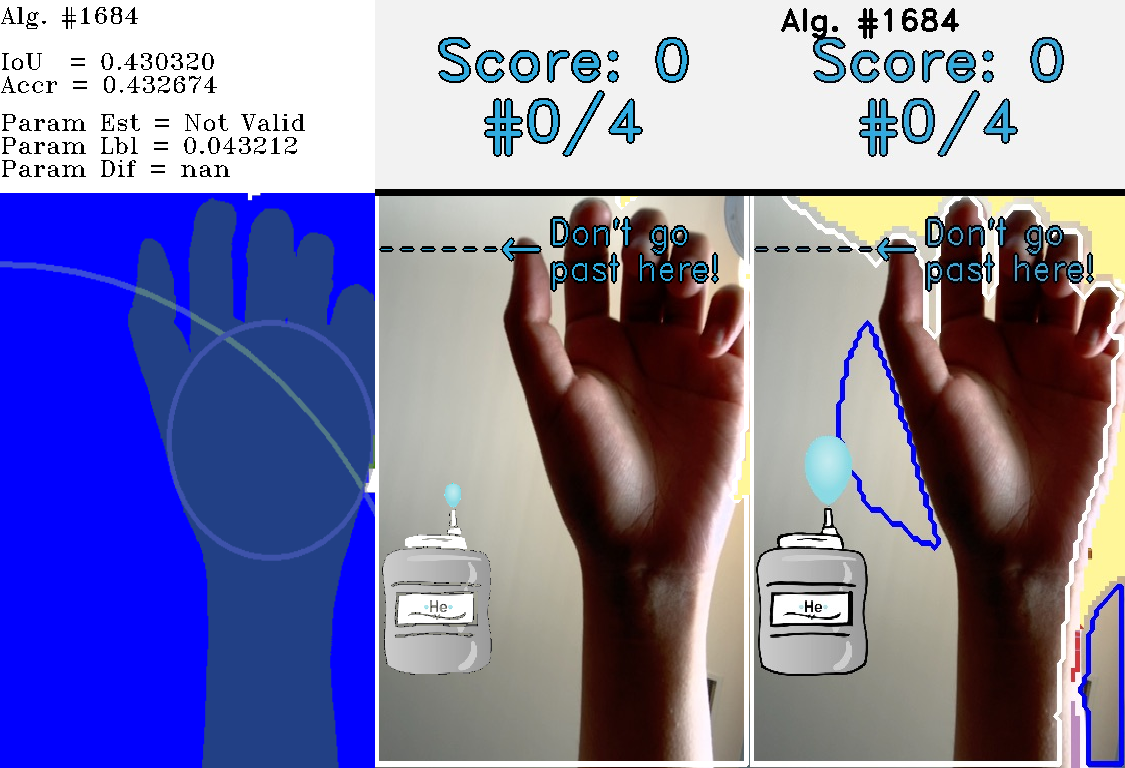 Alg. #1684
IoU = 0.430320
Accr = 0.432674
Param Est = Not Valid
Param Lbl = 0.043212
Param Dif = nan
Score: 0
#0/4
Don't go
past here!
He
Alg. #1684
Score: 0
#0/4
Don't go
past here!
He